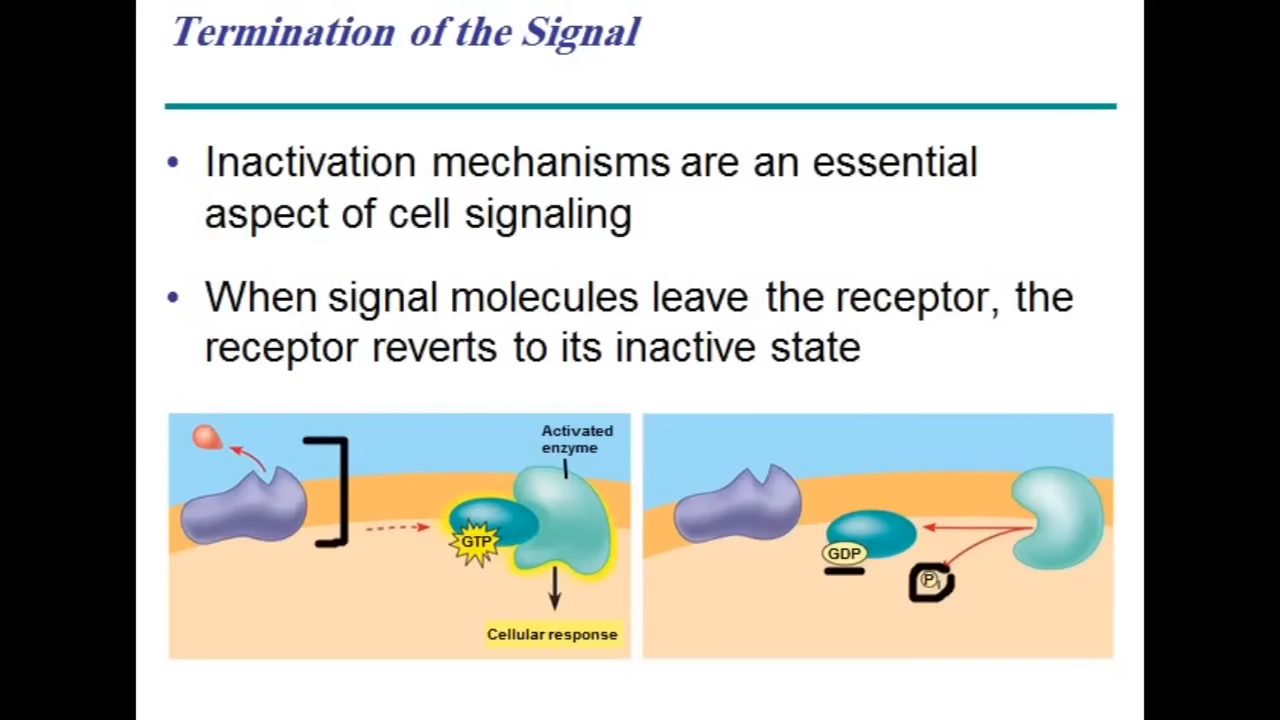 Termination of the Signal
• Inactivation mechanisms are an essential
aspect of cell signaling
• When signal molecules leave the receptor, the
receptor reverts to its inactive state
Activated
enzyme
GTP
Cellular response
GDP
P i